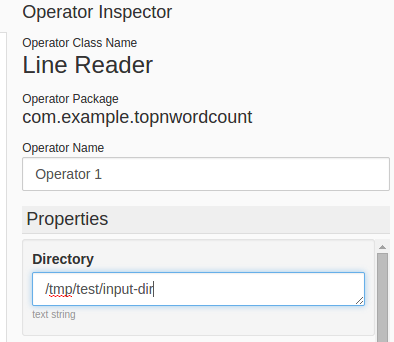 Operator Inspector
Operator Class Name
Line Reader
Operator Package
com.example.topnwordcount
Operator Name
Operator 1
Properties
Directory
/tmp/test/input-dir
text string